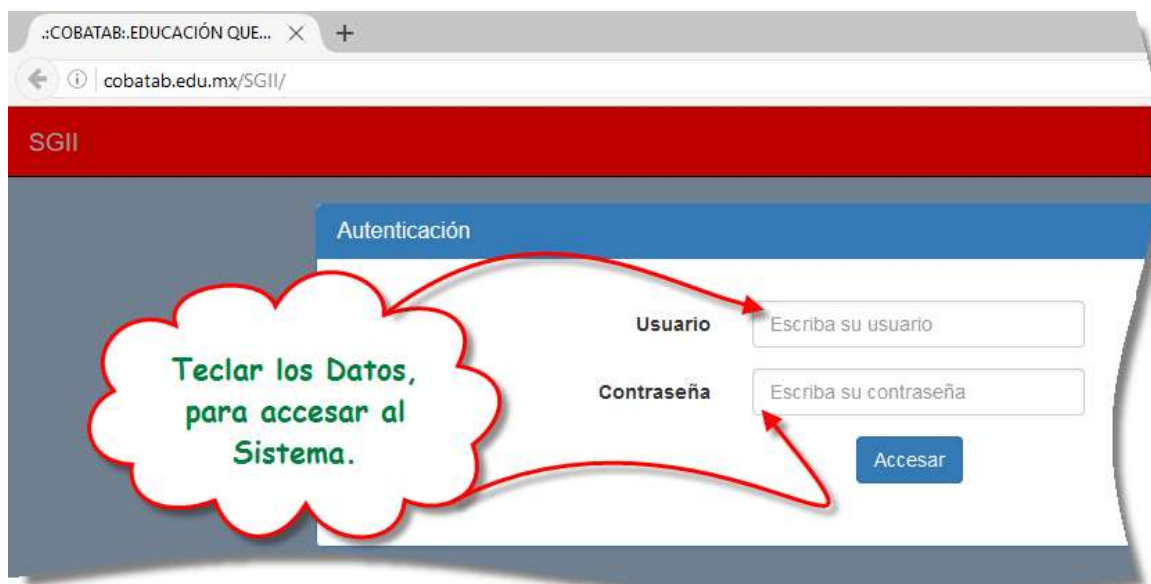 .:COBATAB:.EDUCACIÓN QUE...
cobatab.edu.mx/SGII/
SGII
Autenticación
Usuario
Escriba su usuario
Teclar los Datos,
para accesar al
Sistema.
Contraseña
Escriba su contraseña
Accesar